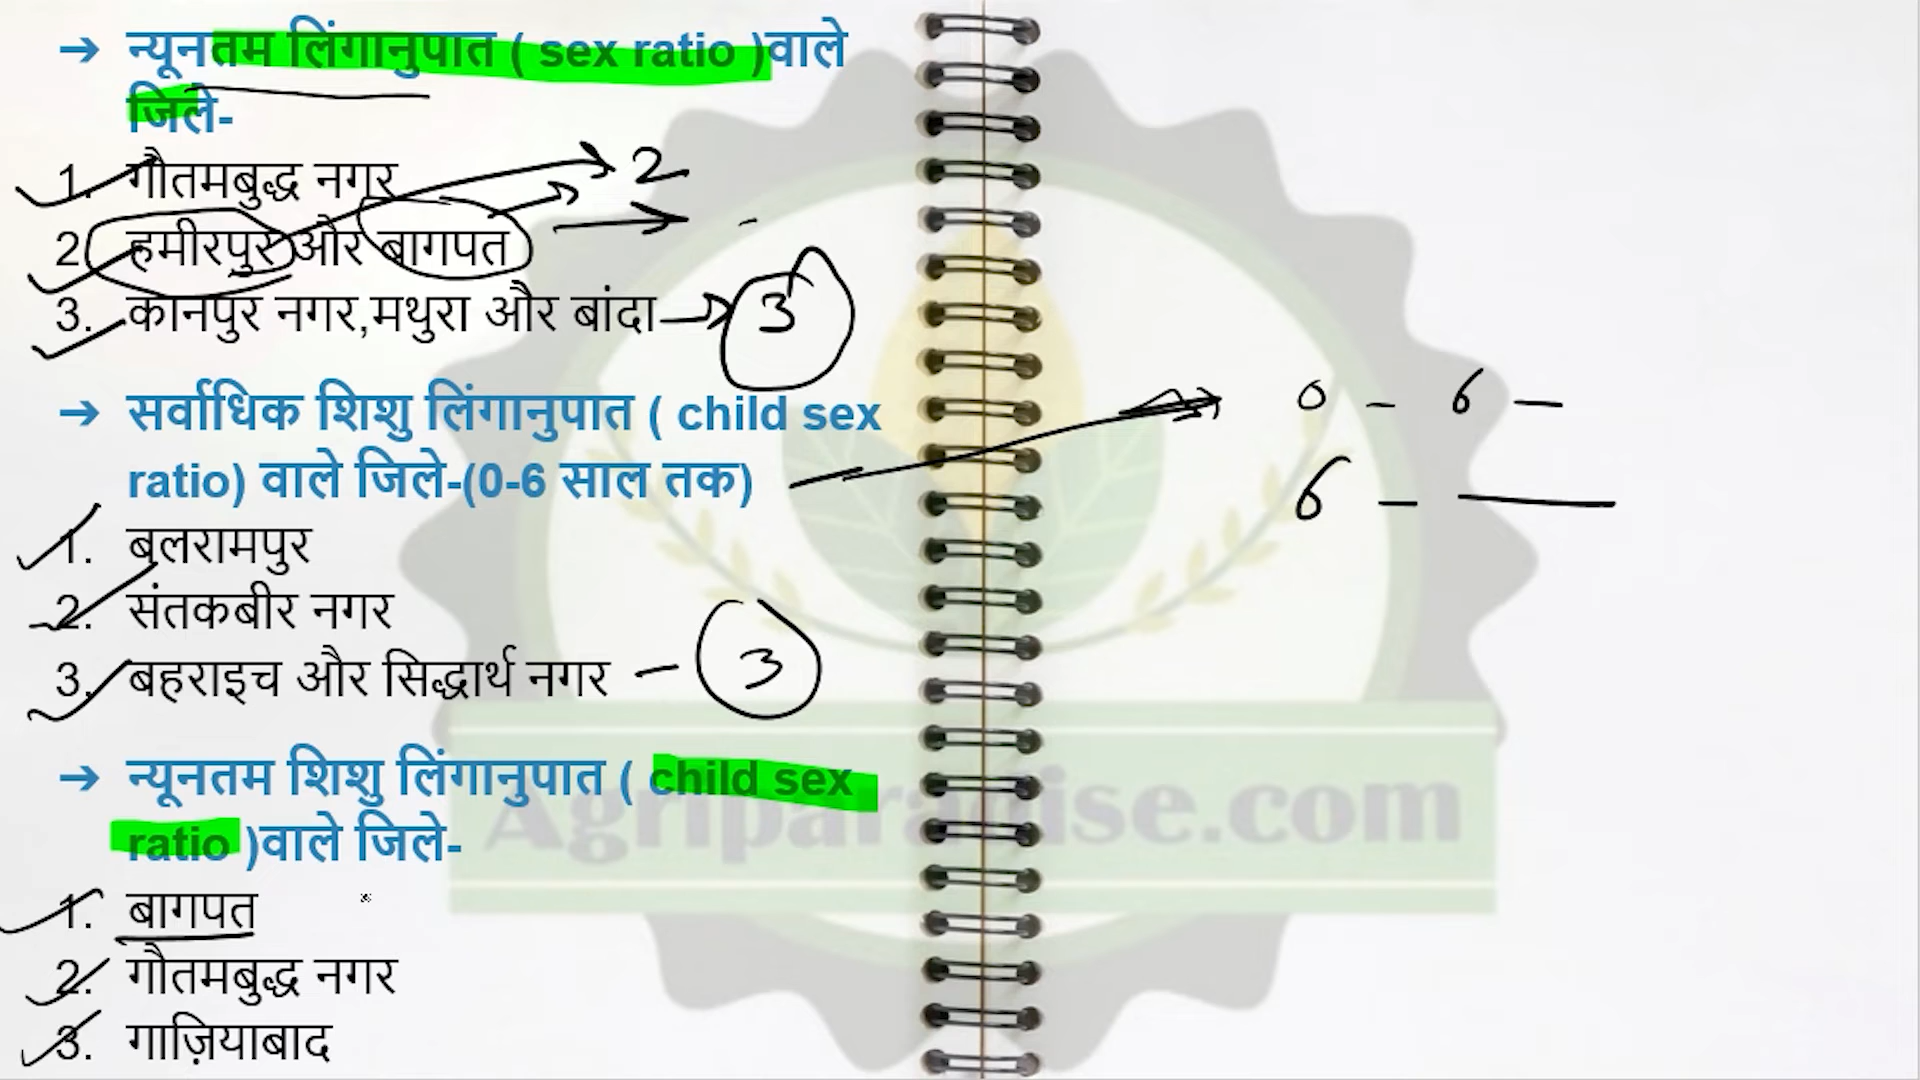 ➔ न्यूनतम लिंगानुपात ( sex ratio )वाले
जिले-
1. गौतमबुद्ध नगर
2
2 हमीरपुर और बागपत
3. कानपुर नगर,मथुरा और बांदा
3
➔ सर्वाधिक शिशु लिंगानुपात ( child sex
0 - 6 -
ratio) वाले जिले-(0-6 साल तक)
6 -
1. बलरामपुर
2. संतकबीर नगर
3. बहराइच और सिद्धार्थ नगर - 3
➔ न्यूनतम शिशु लिंगानुपात ( child sex
Agriparadise.com
ratio )वाले जिले-
1. बागपत
2. गौतमबुद्ध नगर
3. गाज़ियाबाद